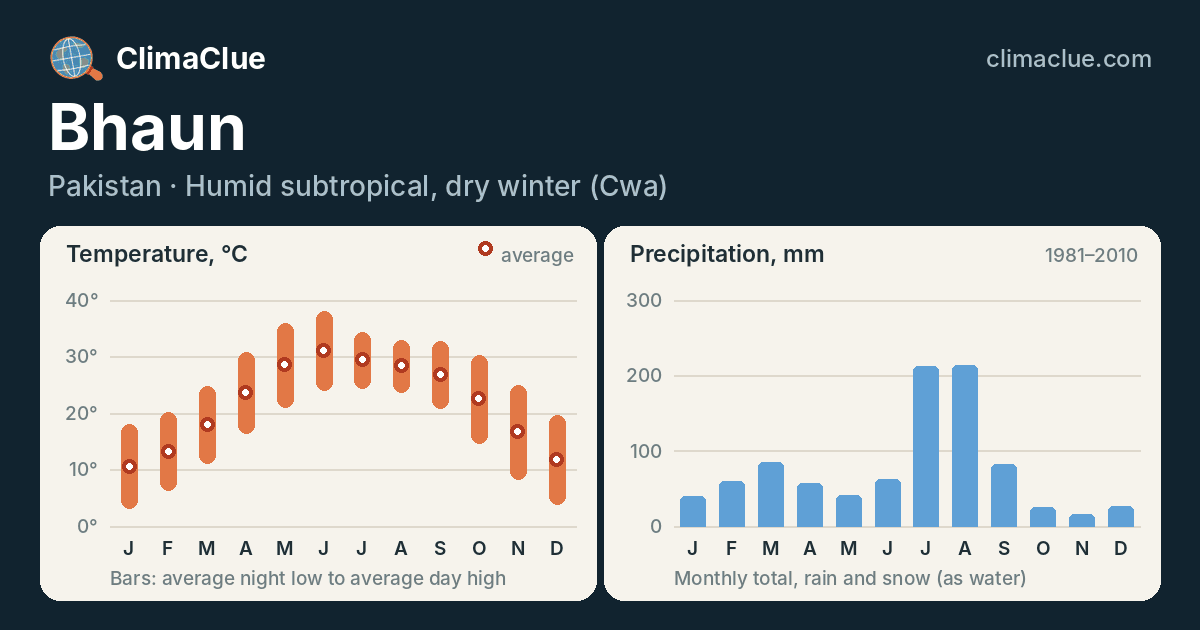 ClimaClue
climaclue.com
Bhaun
Pakistan · Humid subtropical, dry winter (Cwa)
Temperature, °C
average
40°
30°
20°
10°
0°
J F M A M J J A S O N D
Bars: average night low to average day high
Precipitation, mm
1981–2010
300
200
100
0
J F M A M J J A S O N D
Monthly total, rain and snow (as water)